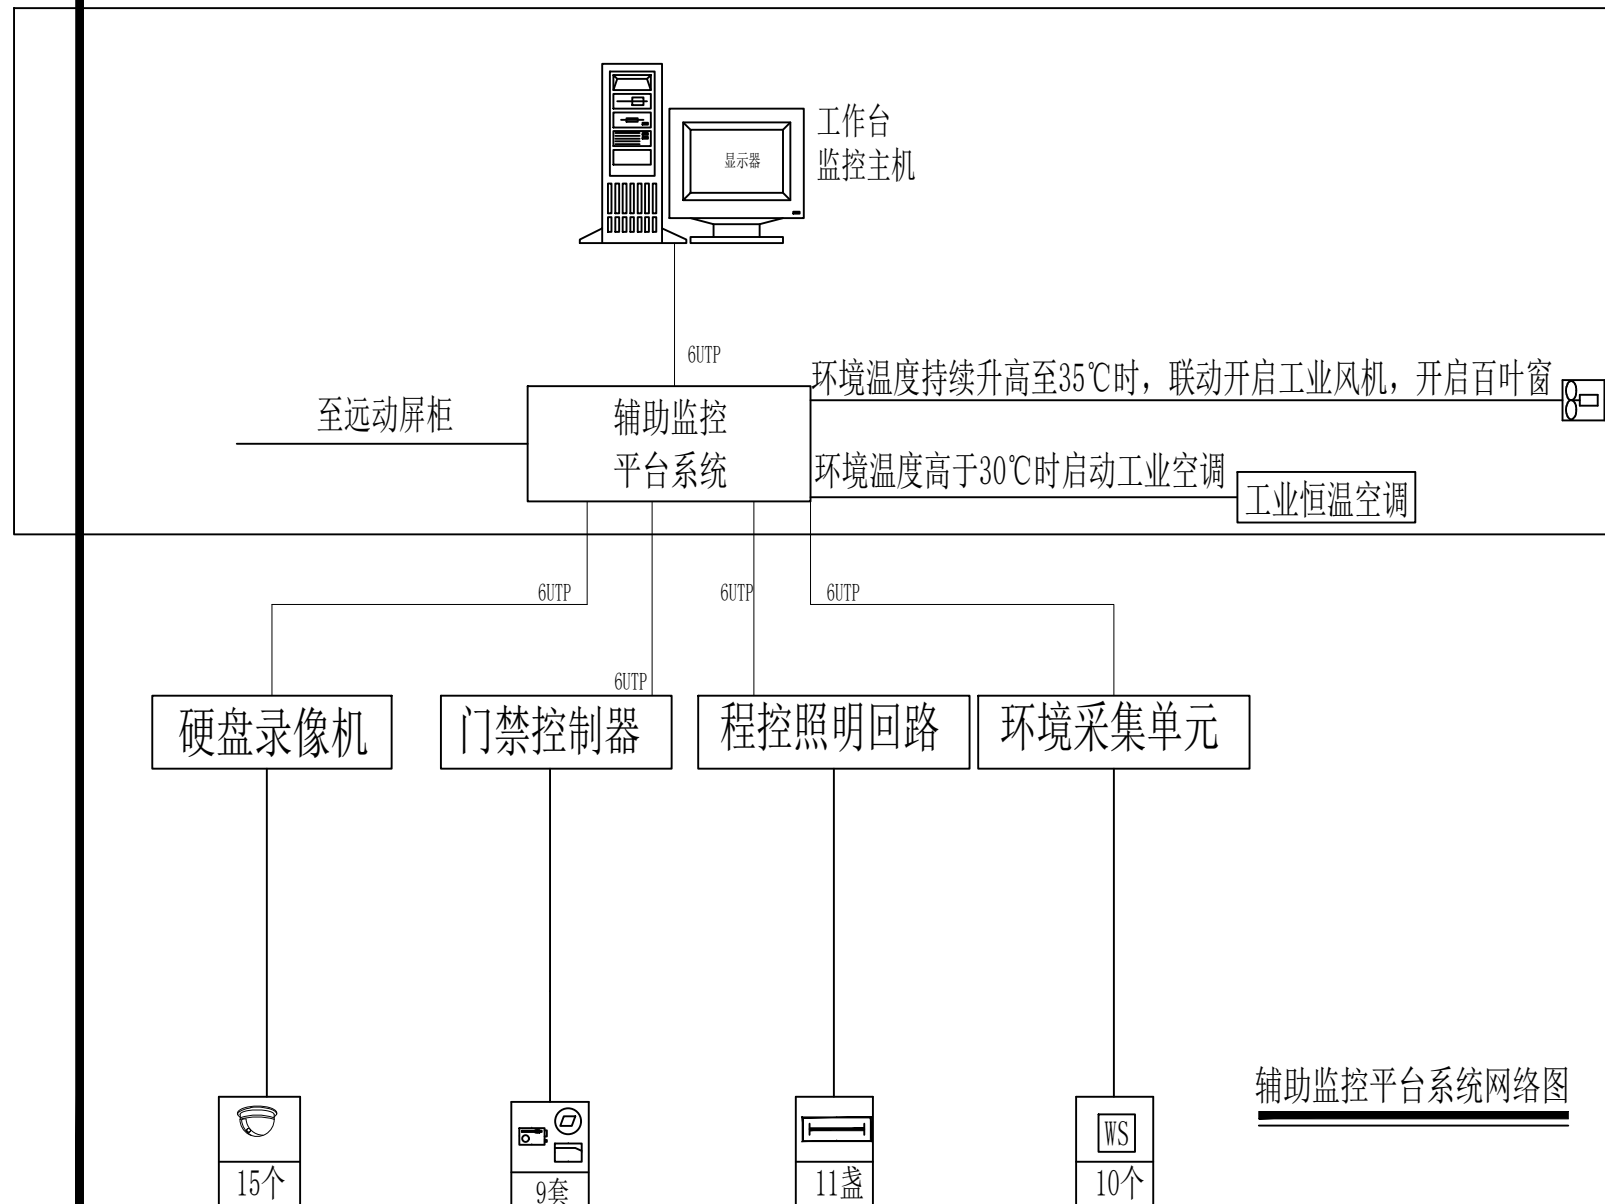 工作台
监控主机
显示器
6UTP
环境温度持续升高至35℃时，联动开启工业风机，开启百叶窗
至远动屏柜
辅助监控
平台系统
环境温度高于30℃时启动工业空调
工业恒温空调
6UTP
6UTP
6UTP
6UTP
硬盘录像机
门禁控制器
程控照明回路
环境采集单元
辅助监控平台系统网络图
WS
15个
9套
11盏
10个